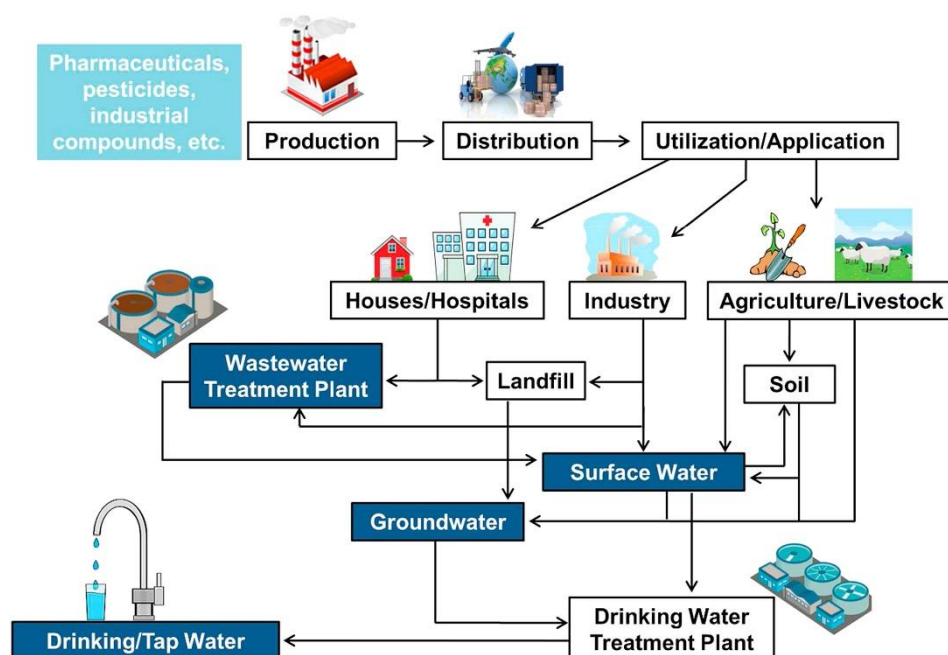 Pharmaceuticals,
pesticides,
industrial
compounds, etc.
Production
Distribution
Utilization/Application
Houses/Hospitals
Industry
Agriculture/Livestock
Wastewater
Treatment Plant
Landfill
Soil
Surface Water
Groundwater
Drinking/Tap Water
Drinking Water
Treatment Plant